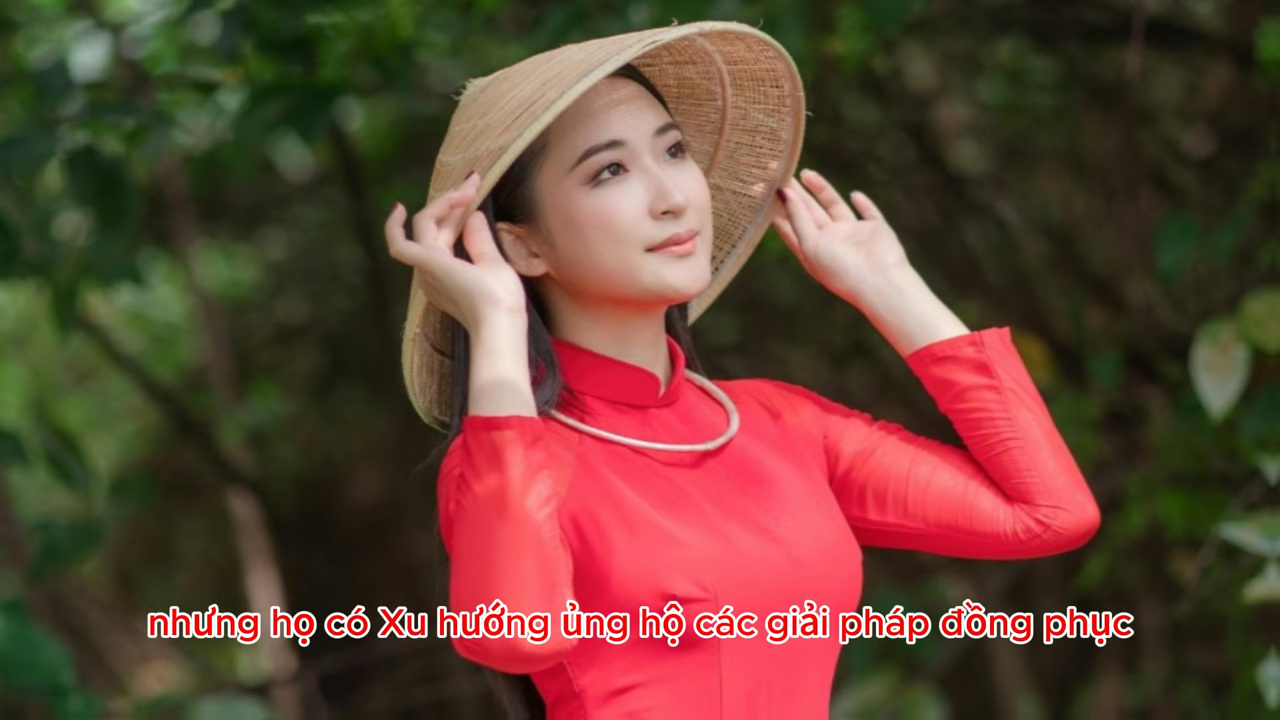 nhưng họ có Xu hướng ủng hộ các giải pháp đồng phục